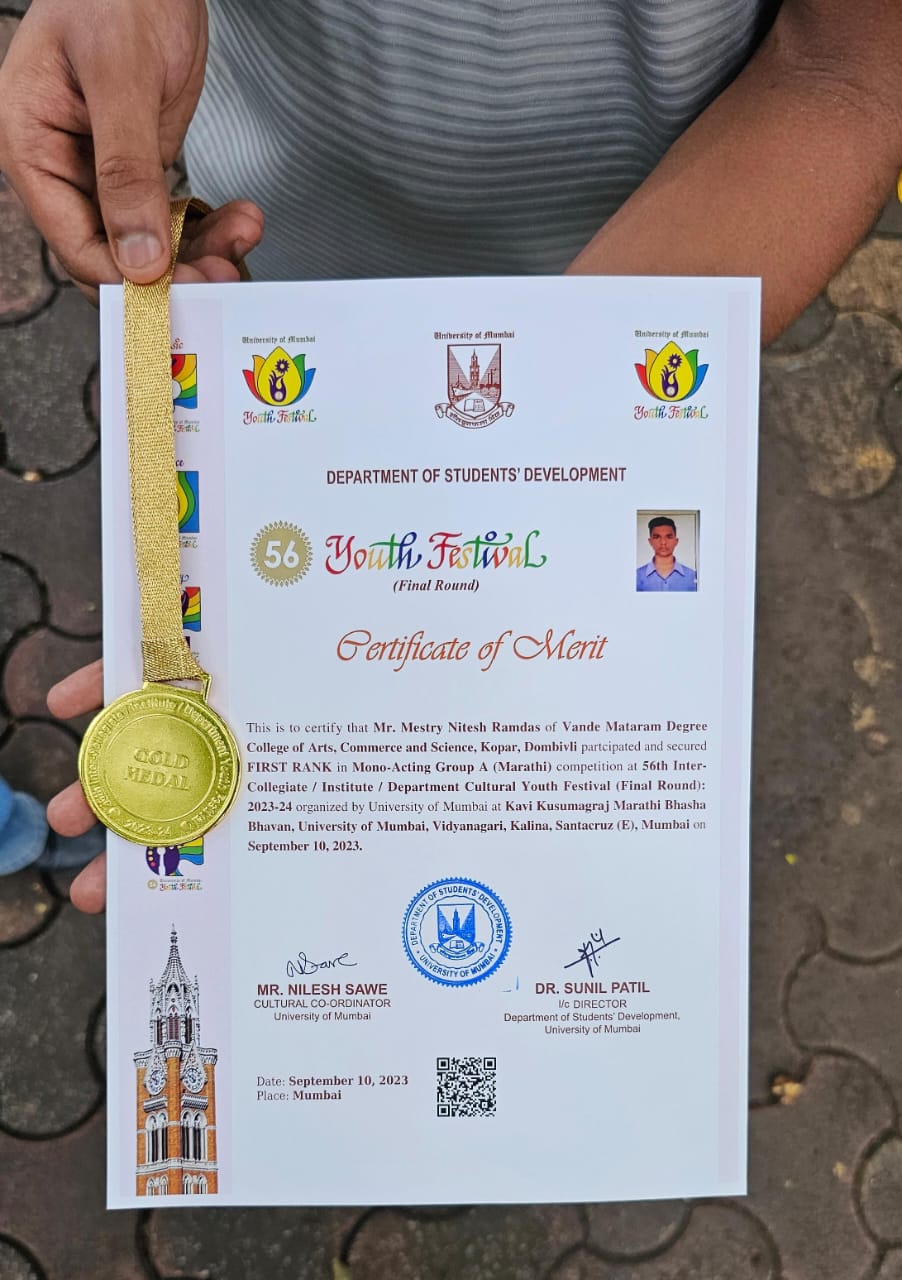 University of Mumbai
Youth Festival
University of Mumbai
University of Mumbai
Youth Festival
DEPARTMENT OF STUDENTS' DEVELOPMENT
56 Youth Festival
(Final Round)
Certificate of Merit
This is to certify that Mr. Mestry Nitesh Ramdas of Vande Mataram Degree
College of Arts, Commerce and Science, Kopar, Dombivli partcipated and secured
FIRST RANK in Mono-Acting Group A (Marathi) competition at 56th Inter-
Collegiate / Institute / Department Cultural Youth Festival (Final Round):
2023-24 organized by University of Mumbai at Kavi Kusumagraj Marathi Bhasha
Bhavan, University of Mumbai, Vidyanagari, Kalina, Santacruz (E), Mumbai on
September 10, 2023.
GOLD
MEDAL
2023-24
DEPARTMENT OF STUDENTS' DEVELOPMENT
UNIVERSITY OF MUMBAI
MR. NILESH SAWE
CULTURAL CO-ORDINATOR
University of Mumbai
DR. SUNIL PATIL
I/c DIRECTOR
Department of Students' Development,
University of Mumbai
Date: September 10, 2023
Place: Mumbai